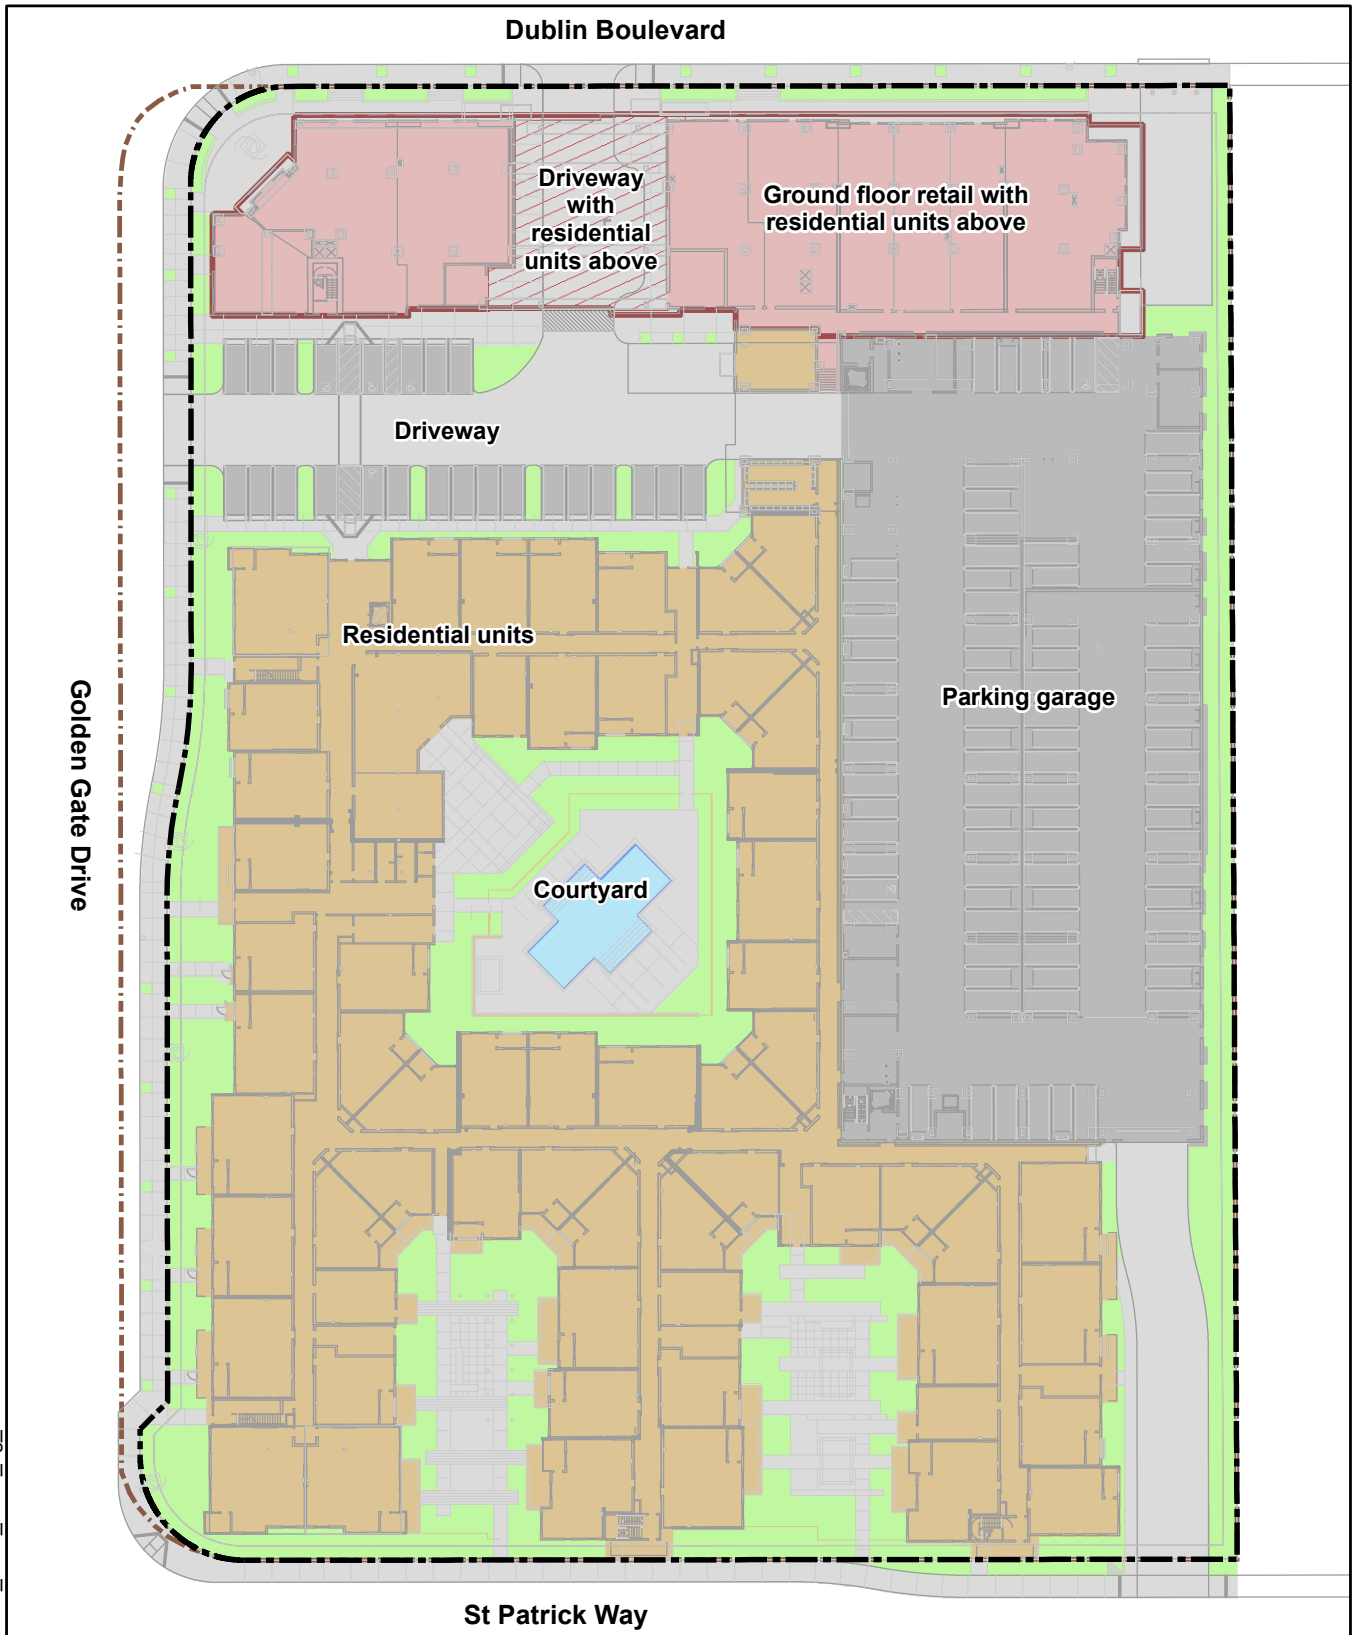 Dublin Boulevard
Driveway
with
residential
units above
Ground floor retail with
residential units above
Driveway
Residential units
Parking garage
Golden Gate Drive
Courtyard
St Patrick Way